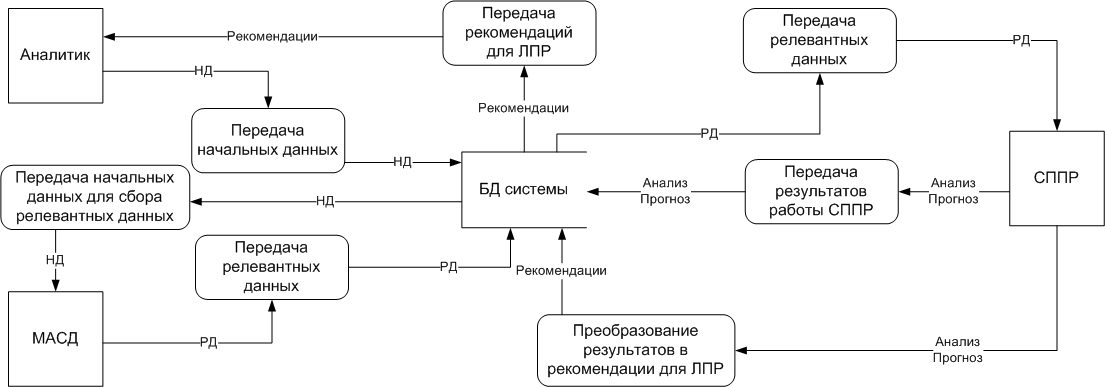 Аналитик
Рекомендации
Передача
рекомендаций
для ЛПР
Передача
релевантных
данных
РД
НД
Рекомендации
Передача
начальных данных
НД
РД
БД системы
Передача начальных
данных для сбора
релевантных данных
НД
Анализ
Прогноз
Передача
результатов
работы СППР
Анализ
Прогноз
СППР
НД
Передача
релевантных
данных
РД
Рекомендации
МАСД
РД
Преобразование
результатов в
рекомендации для ЛПР
Анализ
Прогноз